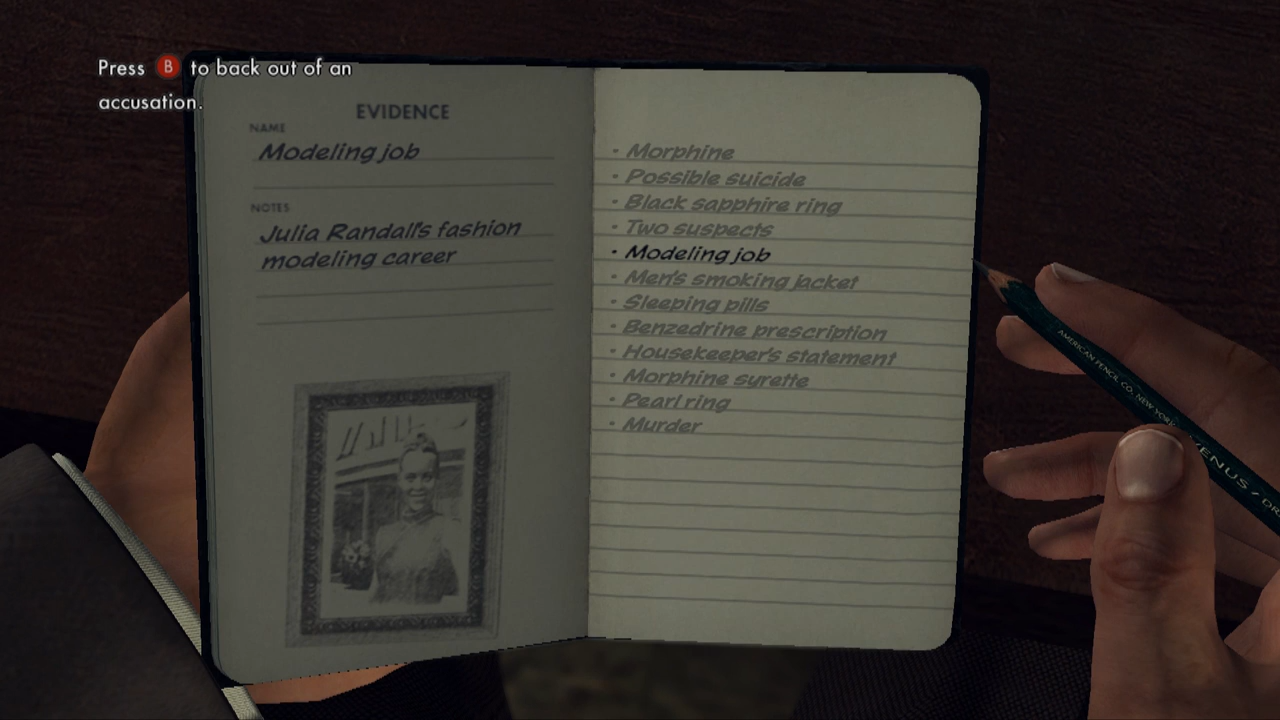 Press B to back out of an
accusation.
EVIDENCE
NAME
Modeling job
NOTES
Julia Randall's fashion
modeling career
• Morphine
• Possible suicide
• Black sapphire ring
• Two suspects
• Modeling job
• Men's smoking jacket
• Sleeping pills
• Benzedrine prescription
• Housekeeper's statement
• Morphine syrette
• Pearl ring
• Murder
AMERICAN PENCIL CO. NEW YORK
VENUS / DR